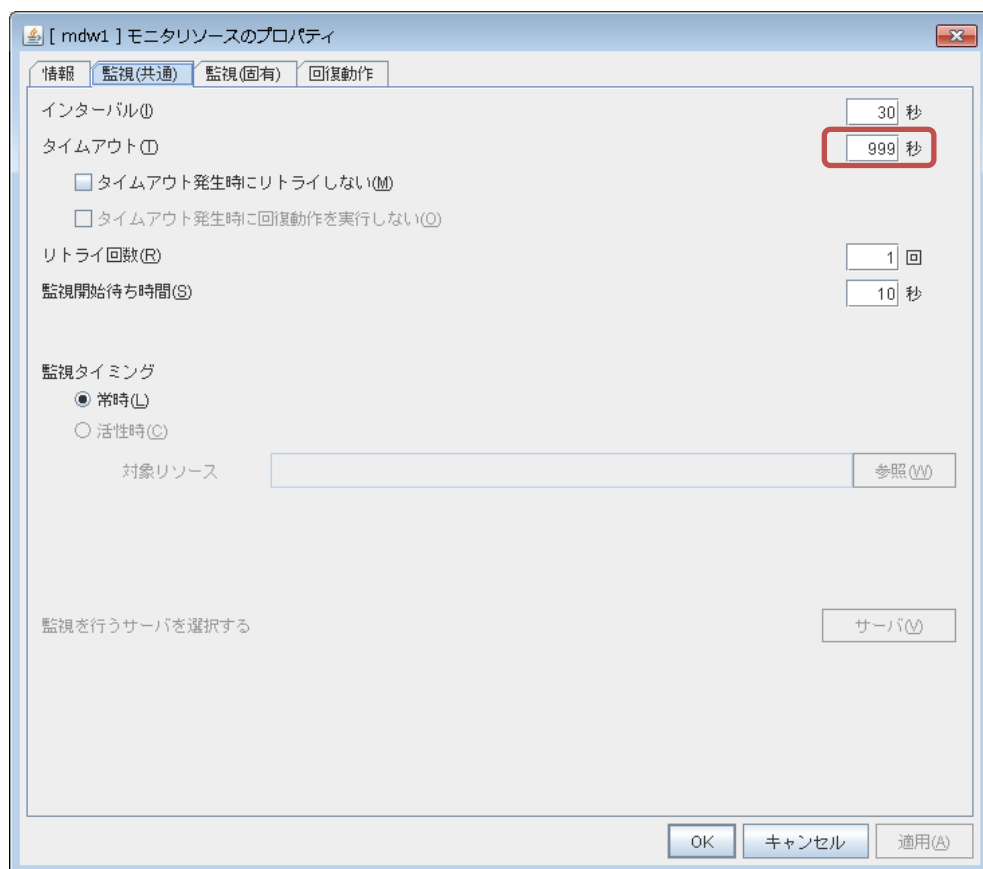 [ mdw1 ] モニタリソースのプロパティ
情報 監視(共通) 監視(固有) 回復動作
インターバル(I) 30 秒
タイムアウト(T) 999 秒
タイムアウト発生時にリトライしない(M)
タイムアウト発生時に回復動作を実行しない(O)
リトライ回数(R) 1 回
監視開始待ち時間(S) 10 秒
監視タイミング
常時(L)
活性時(C)
対象リソース 参照(W)
監視を行うサーバを選択する サーバ(V)
OK キャンセル 適用(A)